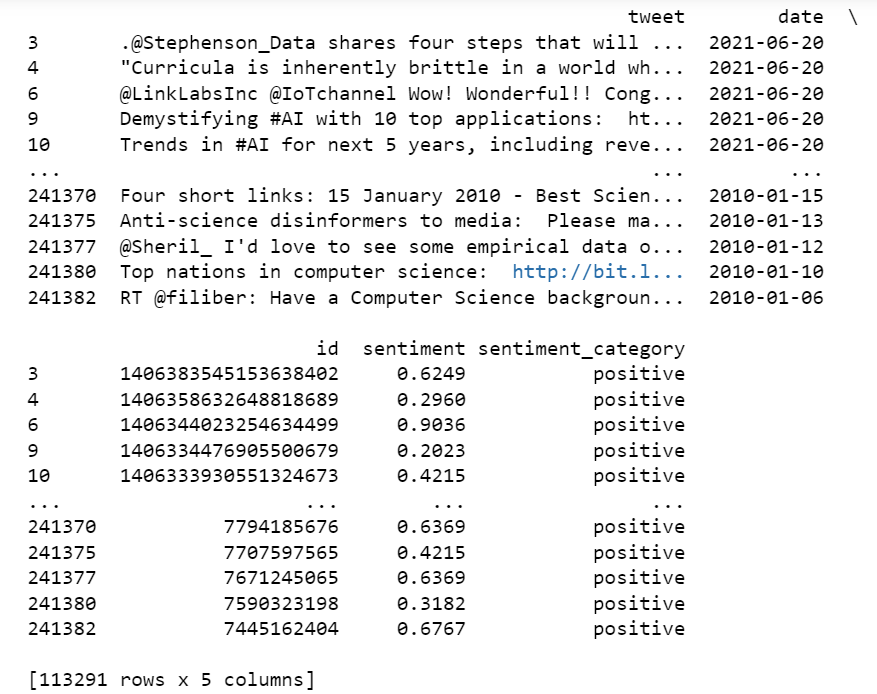 tweet date \
3 .@Stephenson_Data shares four steps that will ... 2021-06-20
4 "Curricula is inherently brittle in a world wh... 2021-06-20
6 @LinkLabsInc @IoTchannel Wow! Wonderful!! Cong... 2021-06-20
9 Demystifying #AI with 10 top applications: ht... 2021-06-20
10 Trends in #AI for next 5 years, including reve... 2021-06-20
... ... ...
241370 Four short links: 15 January 2010 - Best Scien... 2010-01-15
241375 Anti-science disinformers to media: Please ma... 2010-01-13
241377 @Sheril_ I'd love to see some empirical data o... 2010-01-12
241380 Top nations in computer science: http://bit.l... 2010-01-10
241382 RT @filiber: Have a Computer Science backgroun... 2010-01-06
id sentiment sentiment_category
3 1406383545153638402 0.6249 positive
4 1406358632648818689 0.2960 positive
6 1406344023254634499 0.9036 positive
9 1406334476905500679 0.2023 positive
10 1406333930551324673 0.4215 positive
... ... ... ...
241370 7794185676 0.6369 positive
241375 7707597565 0.4215 positive
241377 7671245065 0.6369 positive
241380 7590323198 0.3182 positive
241382 7445162404 0.6767 positive
[113291 rows x 5 columns]